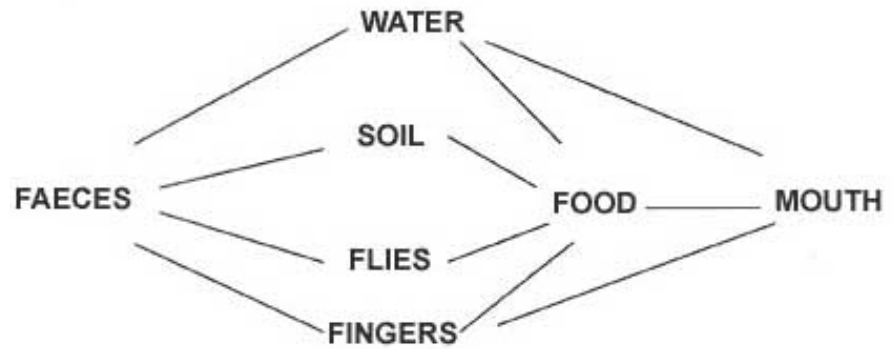 WATER
SOIL
FAECES
FOOD
MOUTH
FLIES
FINGERS